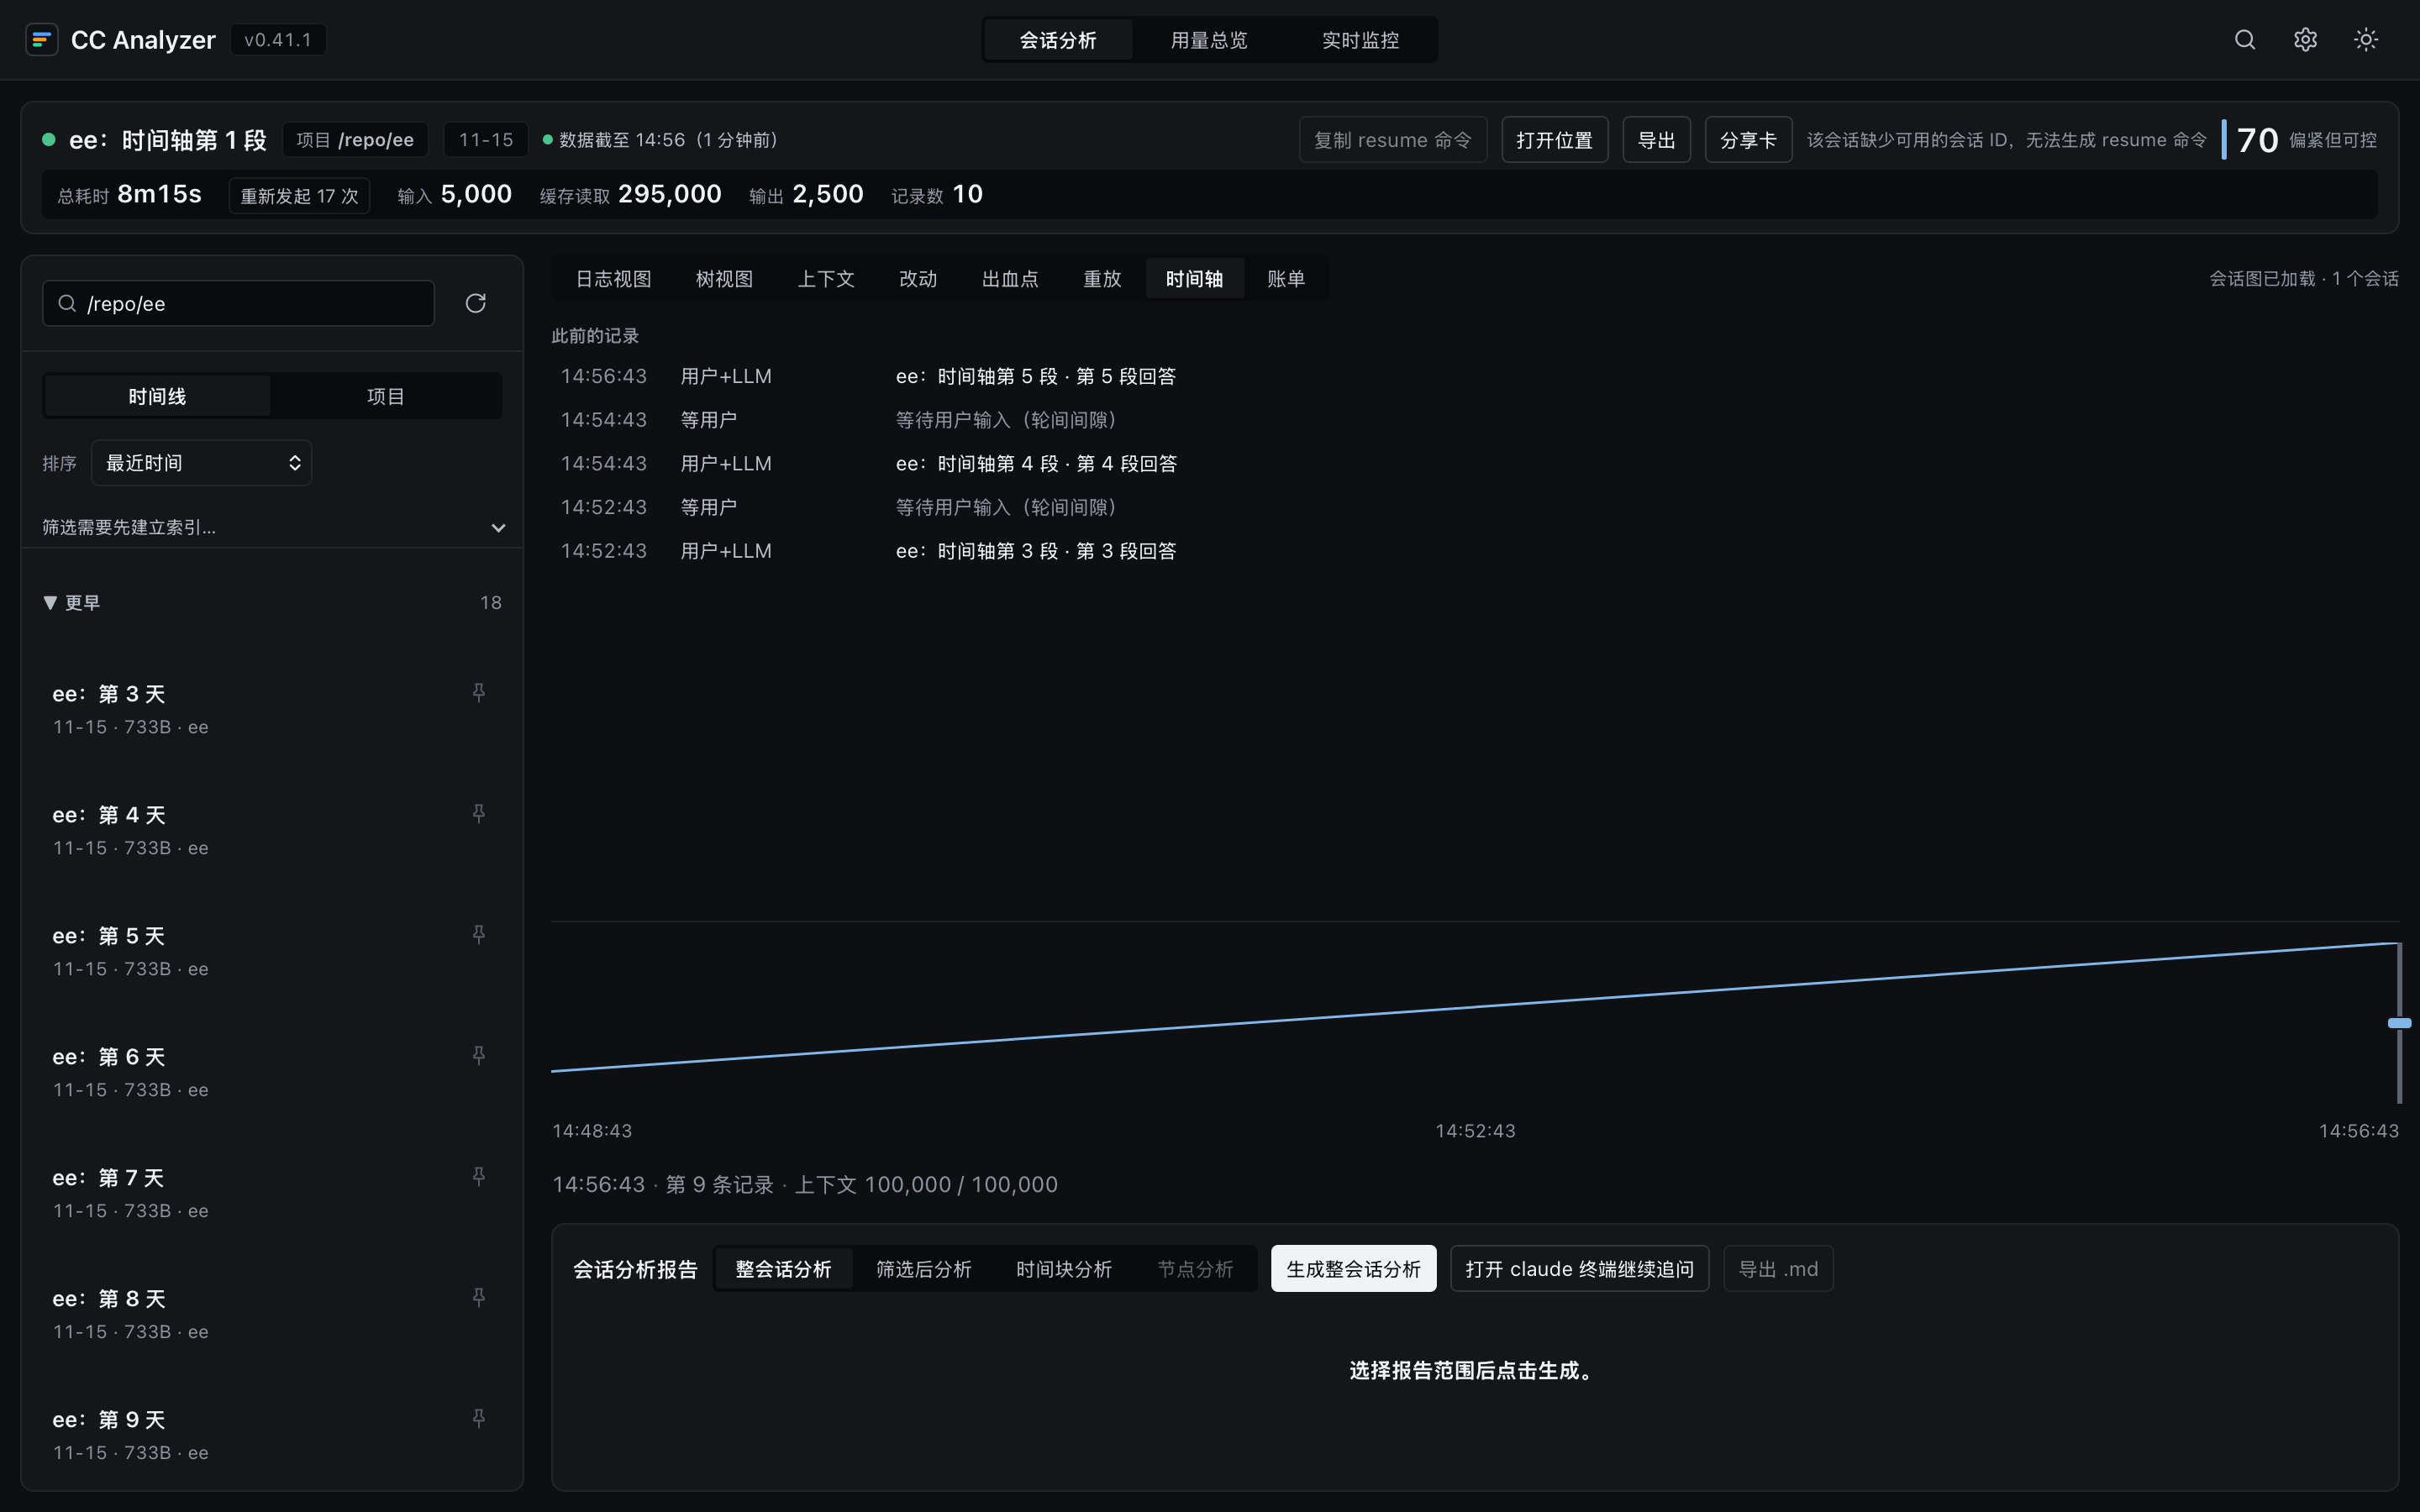 CC Analyzer v0.41.1 会话分析 用量总览 实时监控
ee：时间轴第 1 段 项目 /repo/ee 11-15 数据截至 14:56（1 分钟前） 复制 resume 命令 打开位置 导出 分享卡 该会话缺少可用的会话 ID，无法生成 resume 命令 70 偏紧但可控
总耗时 8m15s 重新发起 17 次 输入 5,000 缓存读取 295,000 输出 2,500 记录数 10
/repo/ee
时间线 项目
排序 最近时间
筛选需要先建立索引...
更早 18
ee：第 3 天
11-15 · 733B · ee
ee：第 4 天
11-15 · 733B · ee
ee：第 5 天
11-15 · 733B · ee
ee：第 6 天
11-15 · 733B · ee
ee：第 7 天
11-15 · 733B · ee
ee：第 8 天
11-15 · 733B · ee
ee：第 9 天
11-15 · 733B · ee
日志视图 树视图 上下文 改动 出血点 重放 时间轴 账单 会话图已加载 · 1 个会话
此前的记录
14:56:43 用户+LLM ee：时间轴第 5 段 · 第 5 段回答
14:54:43 等用户 等待用户输入（轮间间隙）
14:54:43 用户+LLM ee：时间轴第 4 段 · 第 4 段回答
14:52:43 等用户 等待用户输入（轮间间隙）
14:52:43 用户+LLM ee：时间轴第 3 段 · 第 3 段回答
14:48:43 14:52:43 14:56:43
14:56:43 · 第 9 条记录 · 上下文 100,000 / 100,000
会话分析报告 整会话分析 筛选后分析 时间块分析 节点分析 生成整会话分析 打开 claude 终端继续追问 导出 .md
选择报告范围后点击生成。